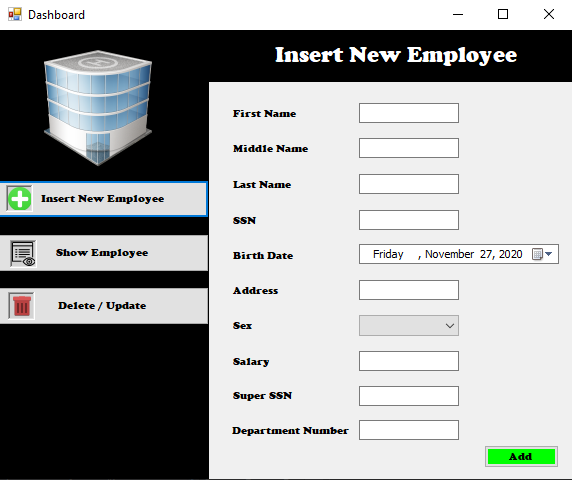 Dashboard
Insert New Employee
Insert New Employee
Show Employee
Delete / Update
First Name
Middle Name
Last Name
SSN
Birth Date
Friday , November 27, 2020
Address
Sex
Salary
Super SSN
Department Number
Add